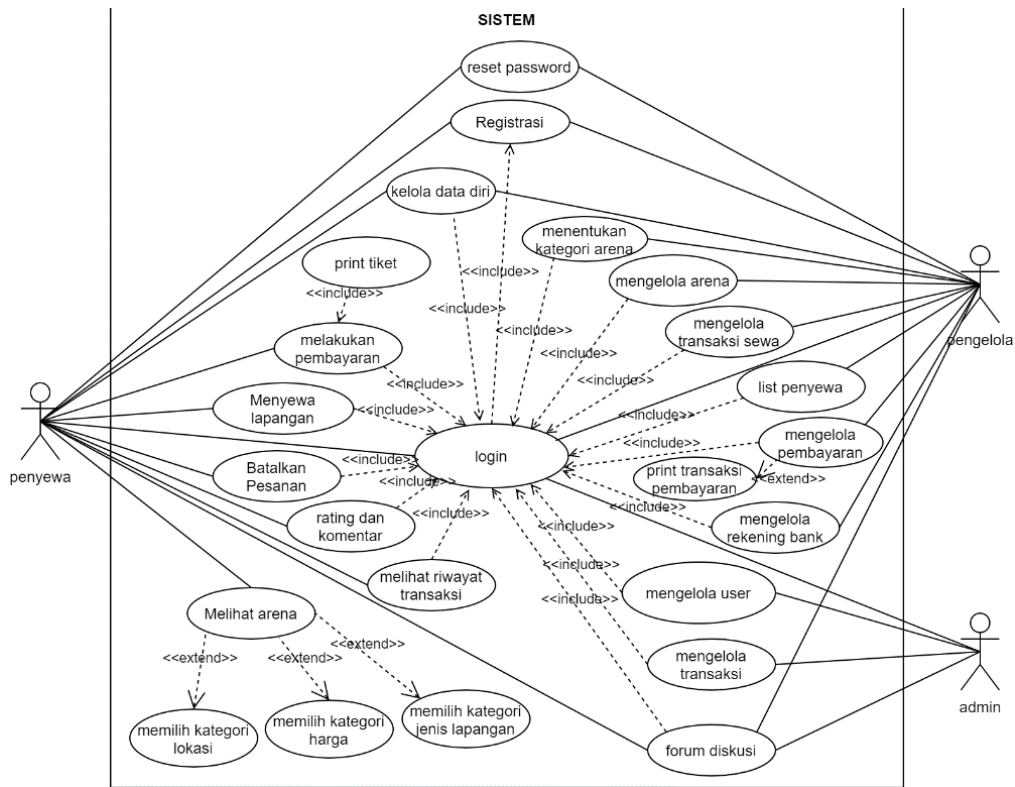 SISTEM
reset password
Registrasi
kelola data diri
menentukan
kategori arena
print tiket
<<include>>
mengelola arena
<<include>>
<<include>>
<<include>>
mengelola
transaksi sewa
pengelola
melakukan
pembayaran
<<include>>
<<include>>
<<include>>
list penyewa
Menyewa
lapangan
<<include>>
<<include>>
mengelola
pembayaran
<<include>>
login
penyewa
Batalkan
Pesanan
<<include>>
<<include>>
print transaksi
pembayaran
<<extend>>
rating dan
komentar
<<include>>
<<include>>
mengelola
rekening bank
<<include>>
<<include>>
melihat riwayat
transaksi
mengelola user
<<include>>
Melihat arena
<<extend>>
<<extend>>
<<extend>>
mengelola
transaksi
admin
memilih kategori
lokasi
memilih kategori
harga
memilih kategori
jenis lapangan
forum diskusi